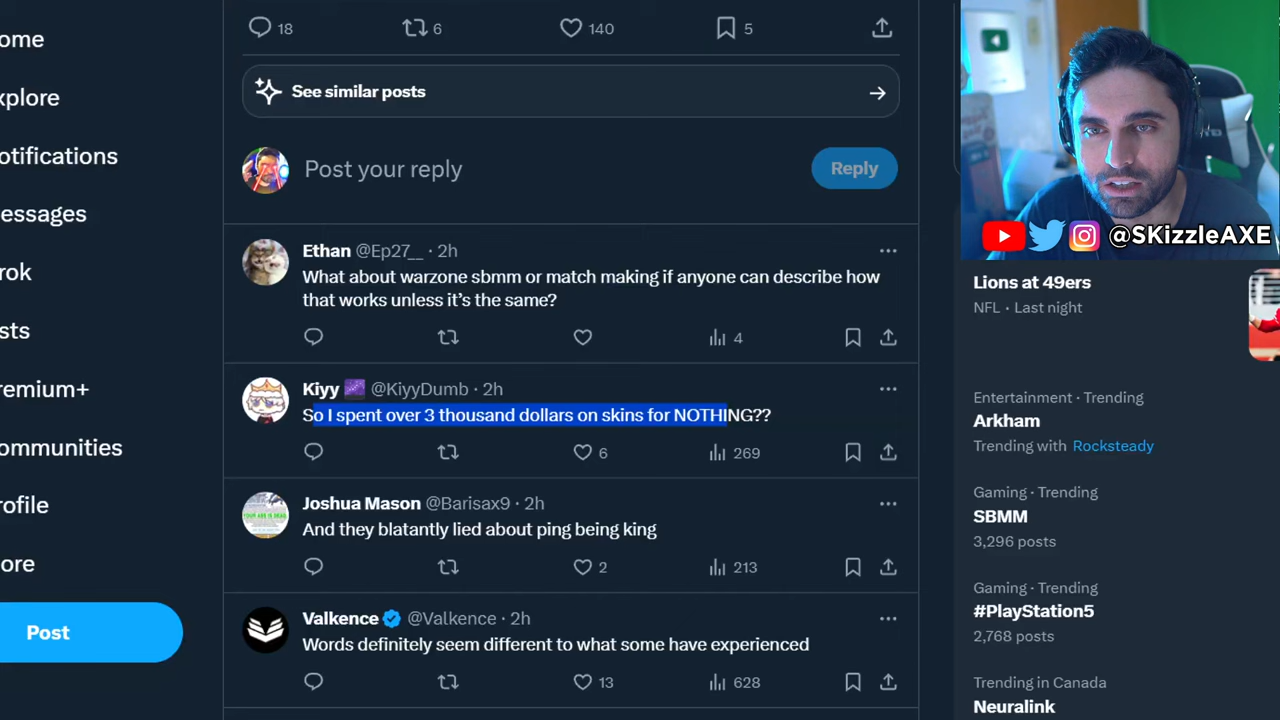 ome
xplore
otifications
essages
rok
sts
remium+
ommunities
rofile
ore
Post
18 6 140 5
See similar posts
Post your reply
Reply
Ethan @Ep27__ · 2h
What about warzone sbmm or match making if anyone can describe how
that works unless it’s the same?
4
Kiyy @KiyyDumb · 2h
So I spent over 3 thousand dollars on skins for NOTHING??
6 269
Joshua Mason @Barisax9 · 2h
And they blatantly lied about ping being king
2 213
Valkence @Valkence · 2h
Words definitely seem different to what some have experienced
13 628
@SKizzleAXE
Lions at 49ers
NFL · Last night
Entertainment · Trending
Arkham
Trending with Rocksteady
Gaming · Trending
SBMM
3,296 posts
Gaming · Trending
#PlayStation5
2,768 posts
Trending in Canada
Neuralink